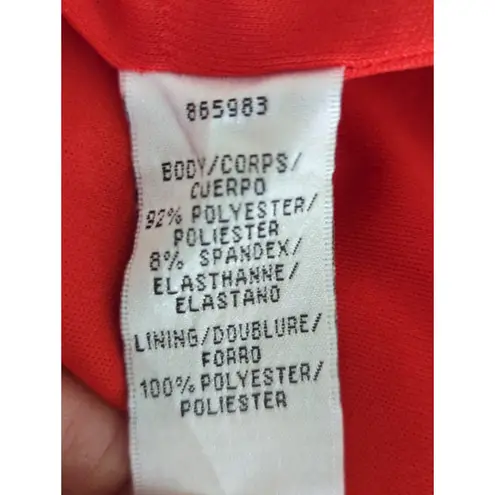 865983
BODY/CORPS/
CUERPO
92% POLYESTER/
POLIESTER
8% SPANDEX/
ELASTHANNE/
ELASTANO
LINING/DOUBLURE/
FORRO
100% POLYESTER/
POLIESTER